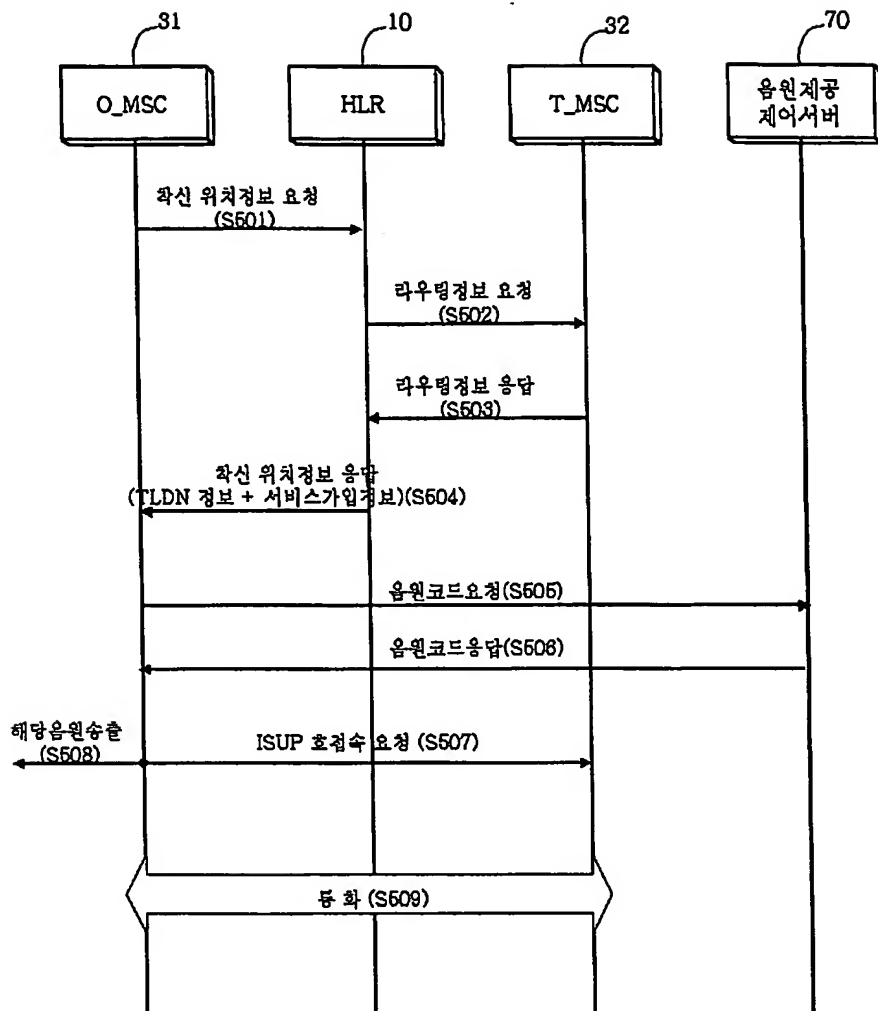 31
10
32
70
O_MSC
HLR
T_MSC
음원제공
제어서버
착신 위치정보 요청
(S501)
라우팅정보 요청
(S502)
라우팅정보 응답
(S503)
착신 위치정보 응답
(TLDN 정보 + 서비스가입정보)(S504)
음원코드요청(S505)
음원코드응답(S506)
해당음원송출
(S508)
ISUP 호접속 요청 (S507)
통 화 (S509)